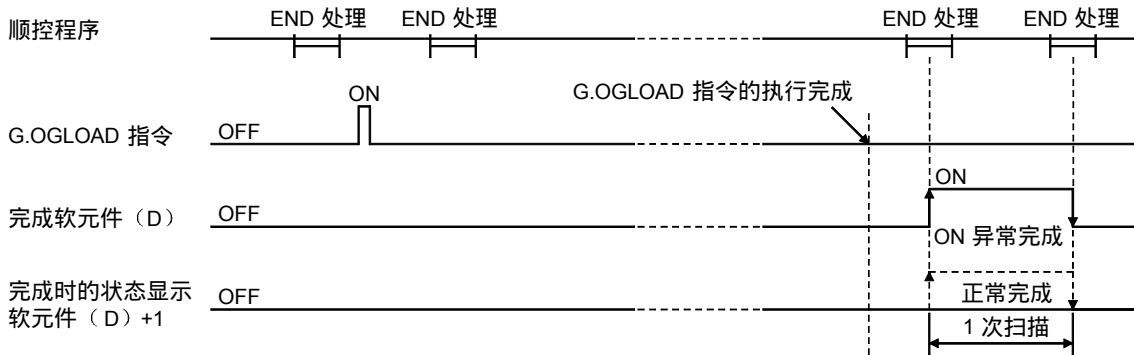 顺控程序
END 处理
END 处理
END 处理
END 处理
G.OGLOAD 指令
OFF
ON
G.OGLOAD 指令的执行完成
完成软元件（D）
OFF
ON
ON 异常完成
完成时的状态显示
软元件（D）+1
OFF
正常完成
1 次扫描